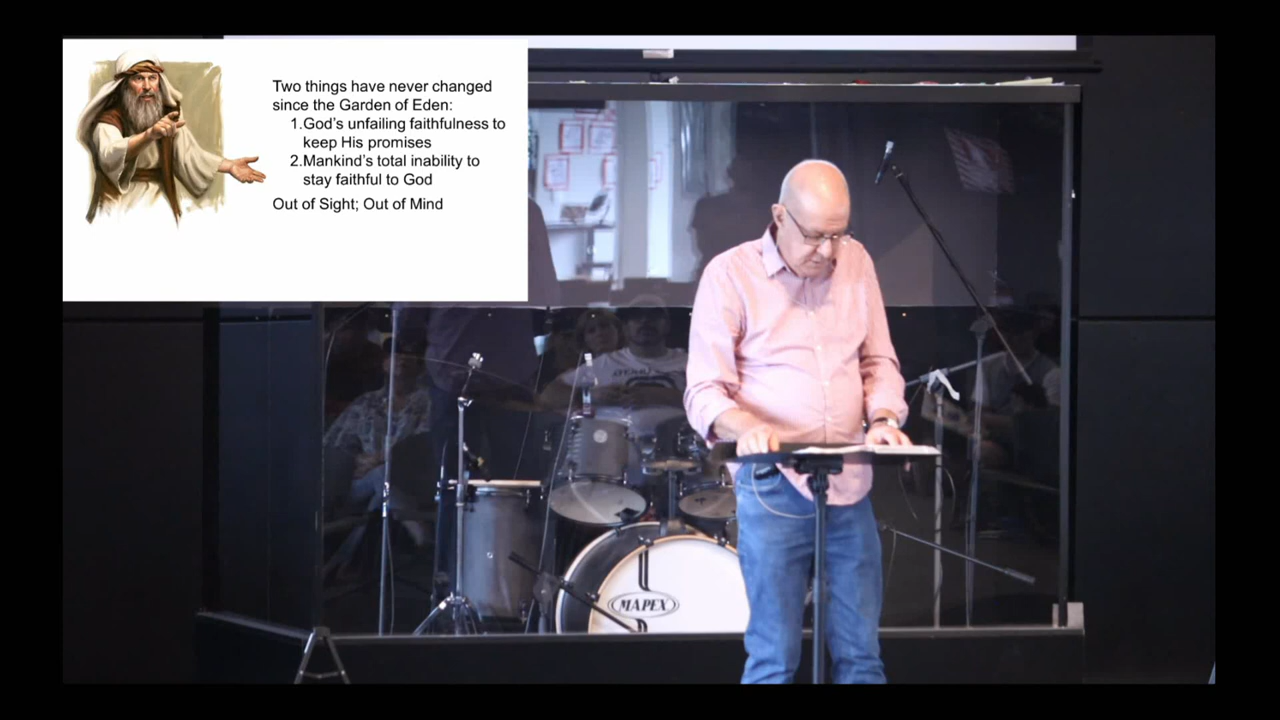 Two things have never changed
since the Garden of Eden:
1.God’s unfailing faithfulness to
keep His promises
2.Mankind’s total inability to
stay faithful to God
Out of Sight; Out of Mind
MAPEX